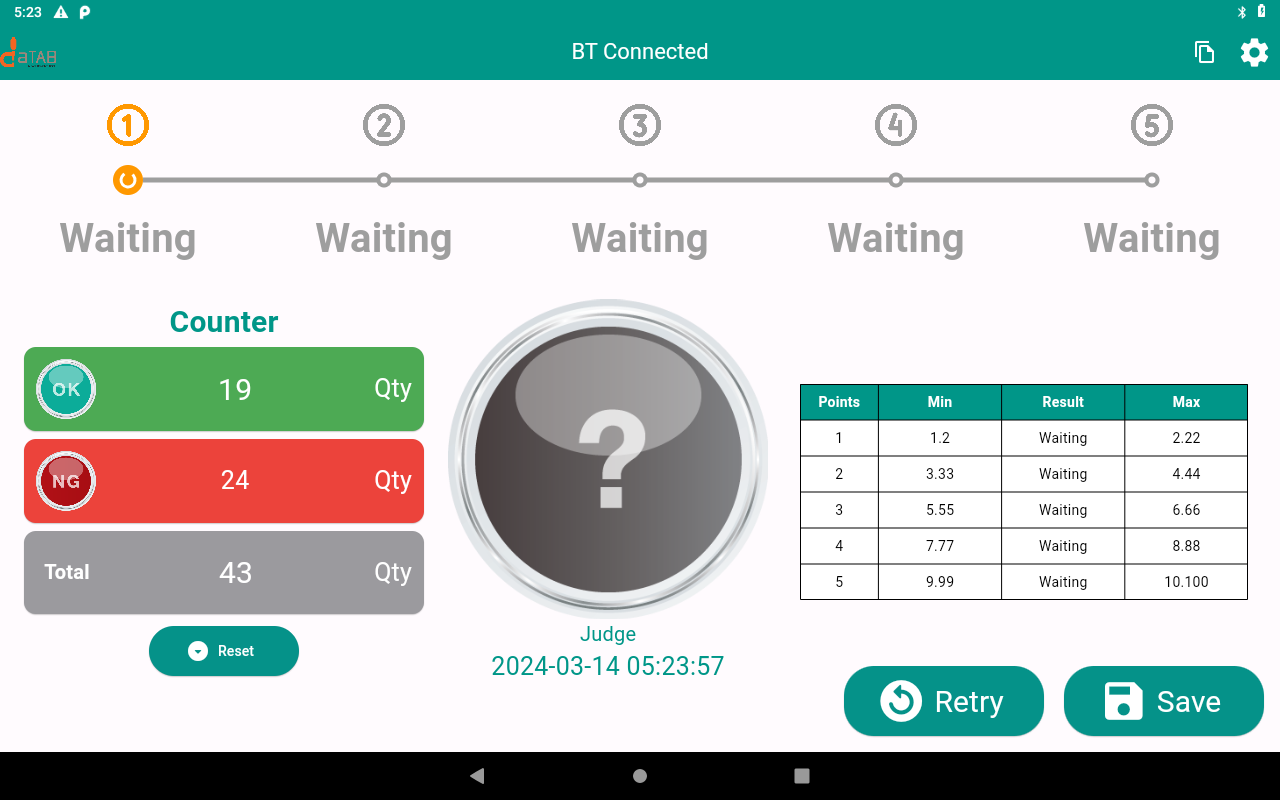 5:23
BT Connected
daTAB
1 2 3 4 5
Waiting Waiting Waiting Waiting Waiting
Counter
OK 19 Qty
NG 24 Qty
Total 43 Qty
Reset
?
Judge
2024-03-14 05:23:57
Points Min Result Max
1 1.2 Waiting 2.22
2 3.33 Waiting 4.44
3 5.55 Waiting 6.66
4 7.77 Waiting 8.88
5 9.99 Waiting 10.100
Retry Save